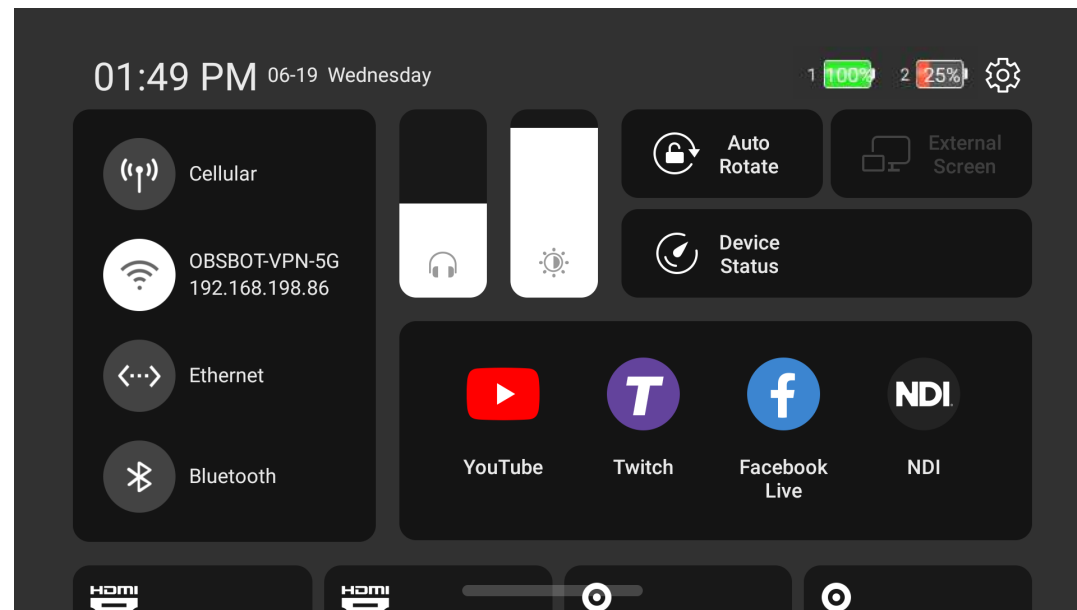 01:49 PM 06-19 Wednesday
1 100% 2 25%
Cellular
OBSBOT-VPN-5G
192.168.198.86
Ethernet
Bluetooth
Auto
Rotate
External
Screen
Device
Status
T
f
NDI
YouTube
Twitch
Facebook
Live
NDI
HDMI
HDMI